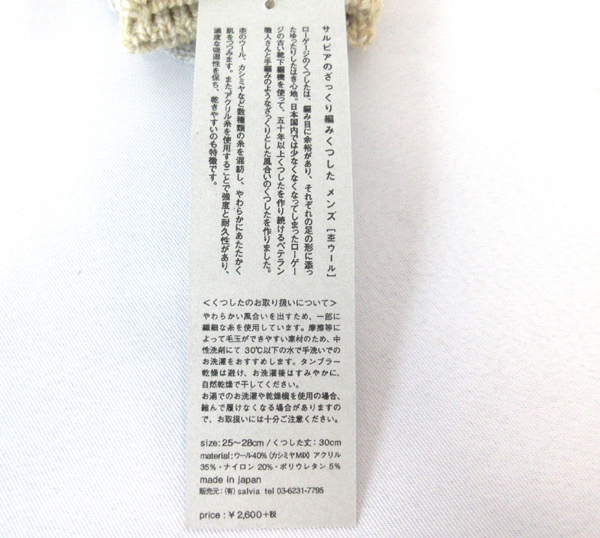 サルビアのざっくり編みくつした メンズ [杢ウール]
ローゲージのくつしたは、編み目に余裕があり、それぞれの足の形に添っ
たゆったりしたはき心地。日本国内では少なくなくなってしまったローゲー
ジの古い靴下編機を使って、五十年以上くつしたを作り続けるベテラン
職人さんと手編みのようなざっくりとした風合いのくつしたを作りました。
杢のウール、カシミヤなど数種類の糸を混紡し、やわらかにあたたかく
肌をつつみます。また、アクリル糸を使用することで強度と耐久性があり、
適度な吸湿性を保ち、乾きやすいのも特徴です。
<くつしたのお取り扱いについて>
やわらかい風合いを出すため、一部に
繊細な糸を使用しています。摩擦等に
よって毛玉ができやすい素材のため、中
性洗剤にて 30℃以下の水で手洗いでの
お洗濯をおすすめします。タンブラー
乾燥は避け、お洗濯後はすみやかに、
自然乾燥で干してください。
お湯でのお洗濯や乾燥機を使用の場合、
縮んで履けなくなる場合がありますの
で、お取扱いには十分ご注意ください。
size:25〜28cm / くつした丈:30cm
material:ウール40% (カシミヤMIX) アクリル
35%・ナイロン 20%・ポリウレタン 5%
made in japan
販売元:(有) salvia tel 03-6231-7795
price:¥2,600+税